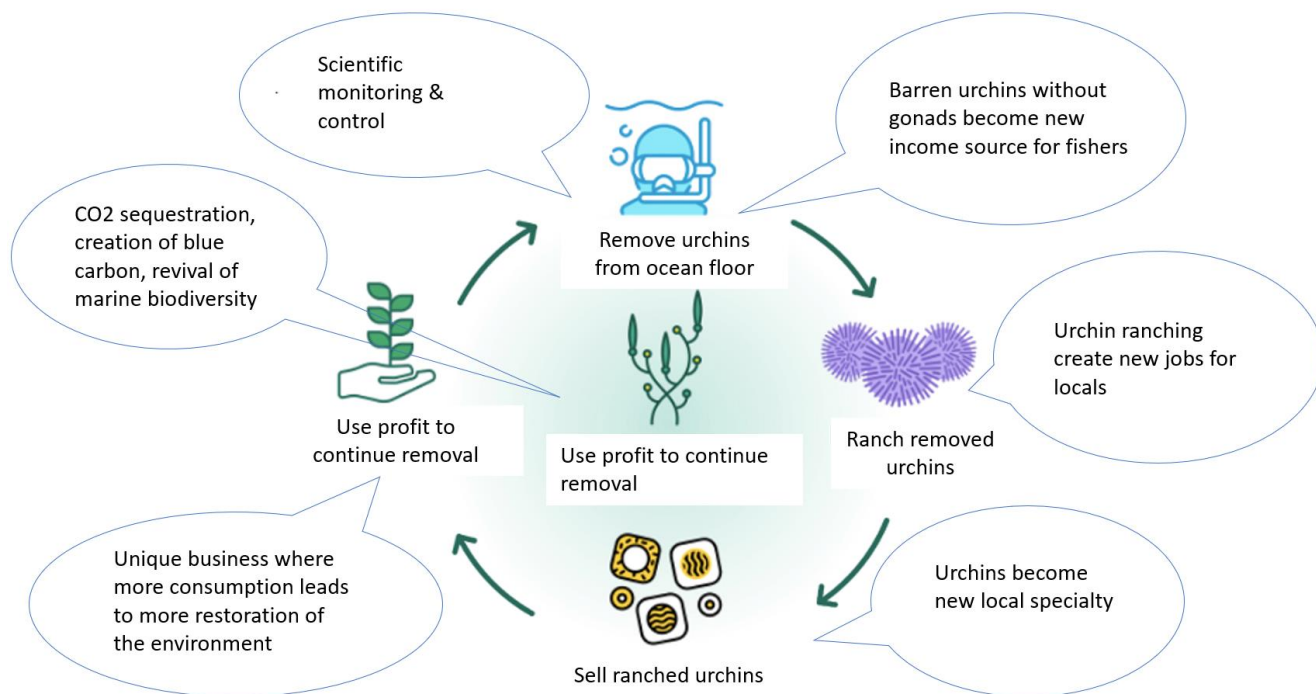 Scientific
monitoring &
control
Barren urchins without
gonads become new
income source for fishers
CO2 sequestration,
creation of blue
carbon, revival of
marine biodiversity
Remove urchins
from ocean floor
Urchin ranching
create new jobs for
locals
Use profit to
continue removal
Use profit to continue
removal
Ranch removed
urchins
Unique business where
more consumption leads
to more restoration of
the environment
Urchins become
new local specialty
Sell ranched urchins